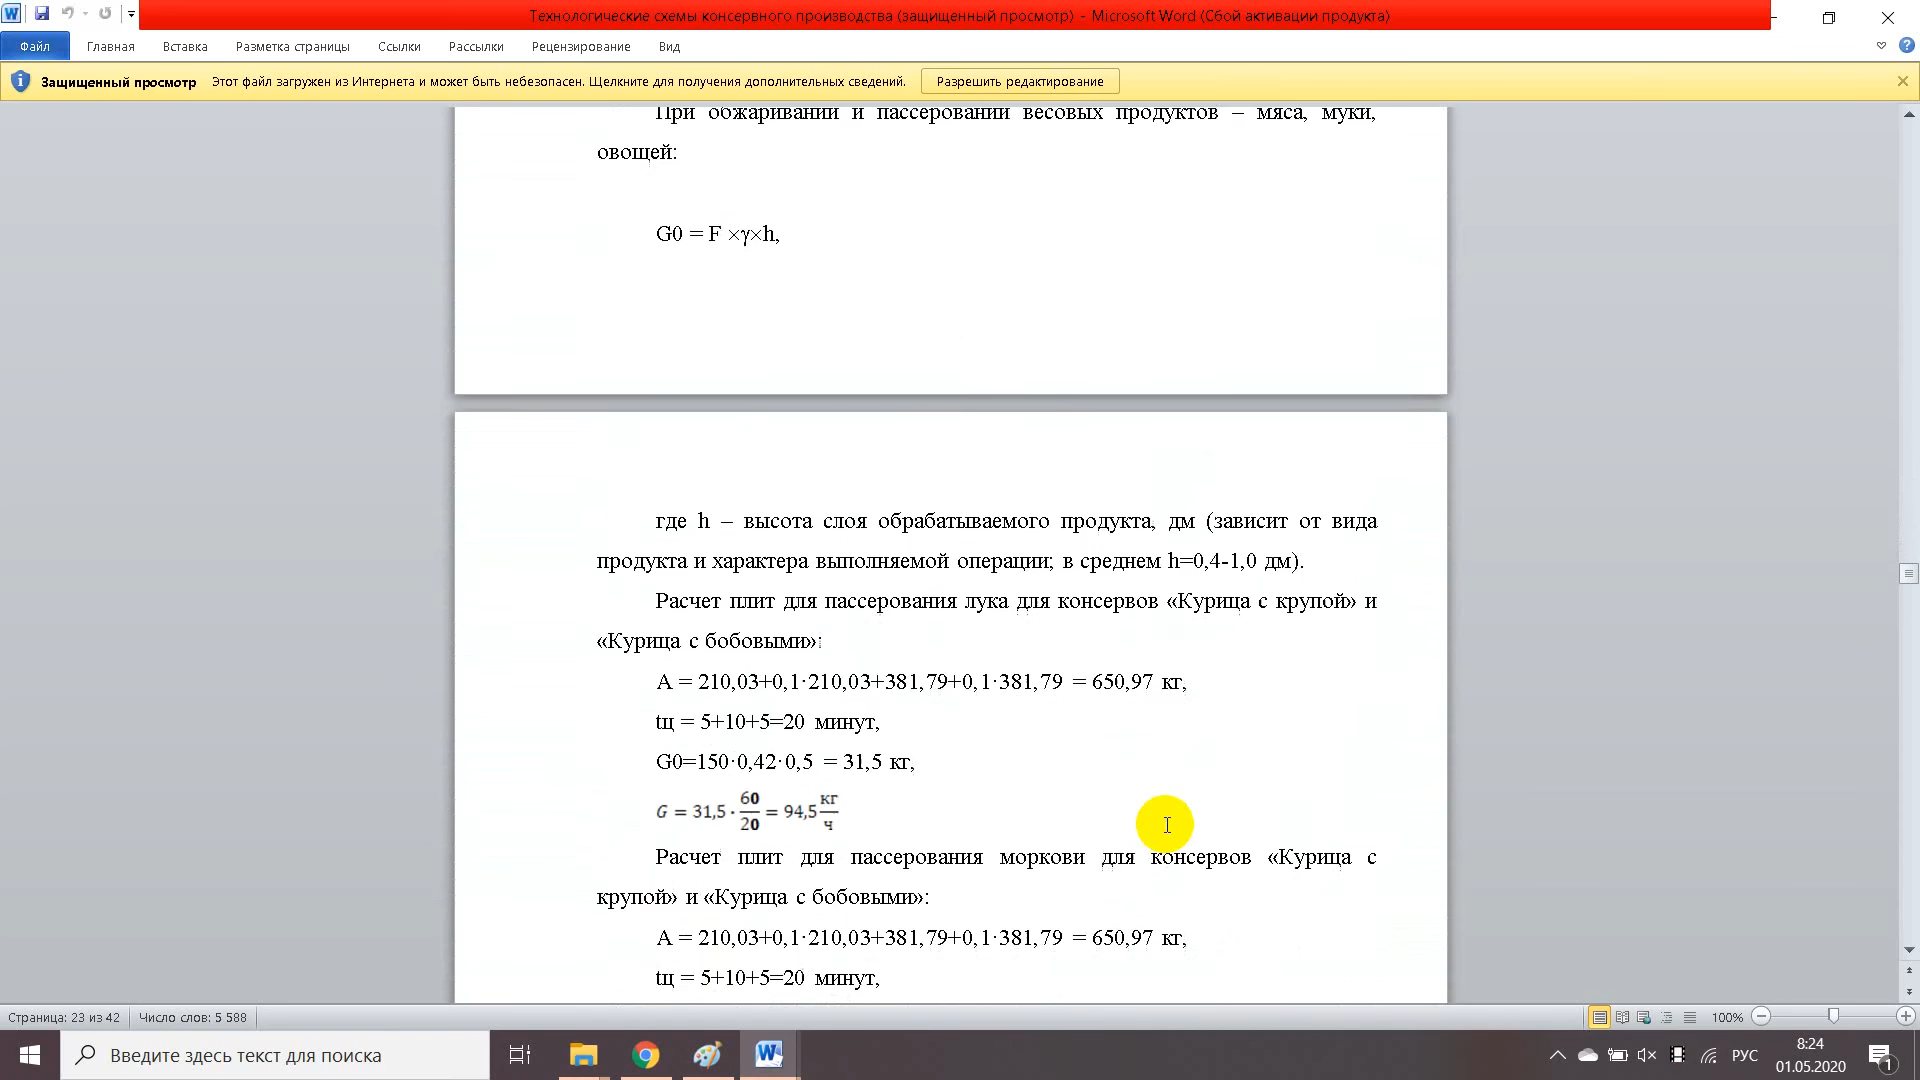 Технологические схемы консервного производства (защищенный просмотр) - Microsoft Word (Сбой активации продукта)
Файл Главная Вставка Разметка страницы Ссылки Рассылки Рецензирование Вид
Защищенный просмотр Этот файл загружен из Интернета и может быть небезопасен. Щелкните для получения дополнительных сведений. Разрешить редактирование
При обжаривании и пассеровании весовых продуктов – мяса, муки,
овощей:
G0 = F ×γ×h,
где h – высота слоя обрабатываемого продукта, дм (зависит от вида
продукта и характера выполняемой операции; в среднем h=0,4-1,0 дм).
Расчет плит для пассерования лука для консервов «Курица с крупой» и
«Курица с бобовыми»:
А = 210,03+0,1·210,03+381,79+0,1·381,79 = 650,97 кг,
tц = 5+10+5=20 минут,
G0=150·0,42·0,5 = 31,5 кг,
G = 31,5 · 60/20 = 94,5 кг/ч
Расчет плит для пассерования моркови для консервов «Курица с
крупой» и «Курица с бобовыми»:
А = 210,03+0,1·210,03+381,79+0,1·381,79 = 650,97 кг,
tц = 5+10+5=20 минут,
Страница: 23 из 42 Число слов: 5 588 100%
Введите здесь текст для поиска РУС 8:24
01.05.2020 1